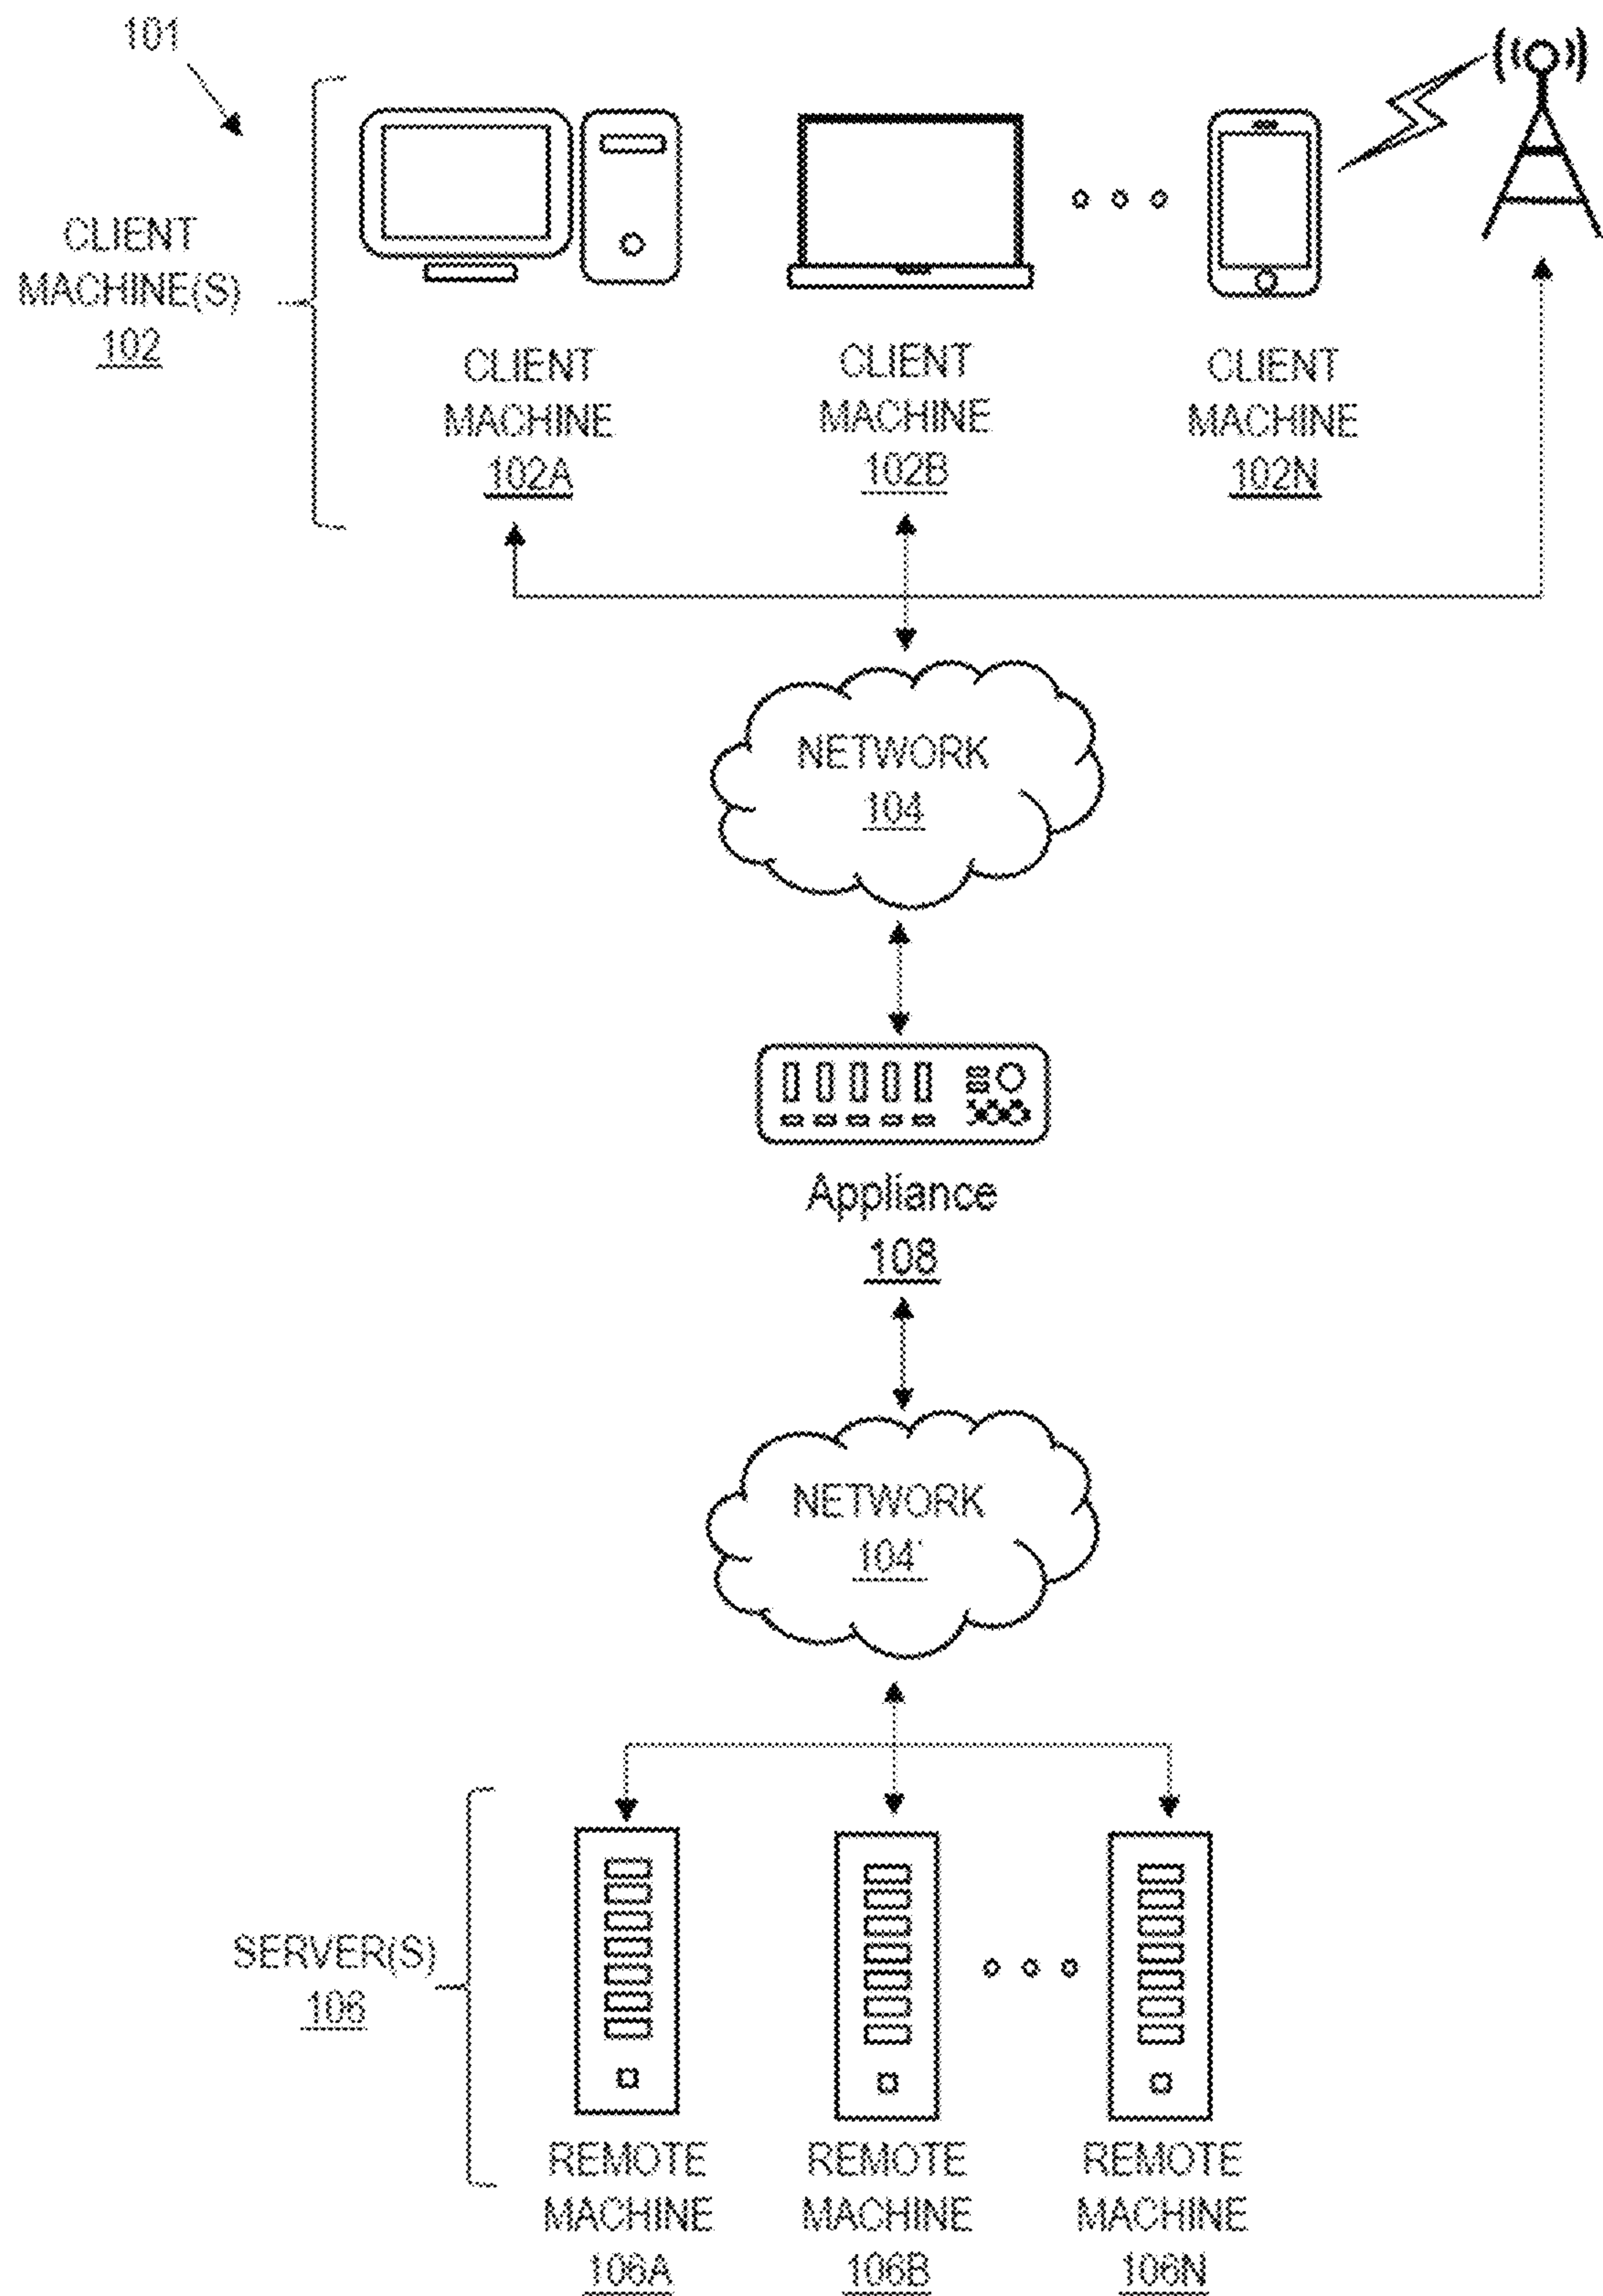 101
CLIENT
MACHINE(S)
102
CLIENT
MACHINE
102A
CLIENT
MACHINE
102B
CLIENT
MACHINE
102N
NETWORK
104
Appliance
108
NETWORK
104'
SERVER(S)
106
REMOTE
MACHINE
106A
REMOTE
MACHINE
106B
REMOTE
MACHINE
106N